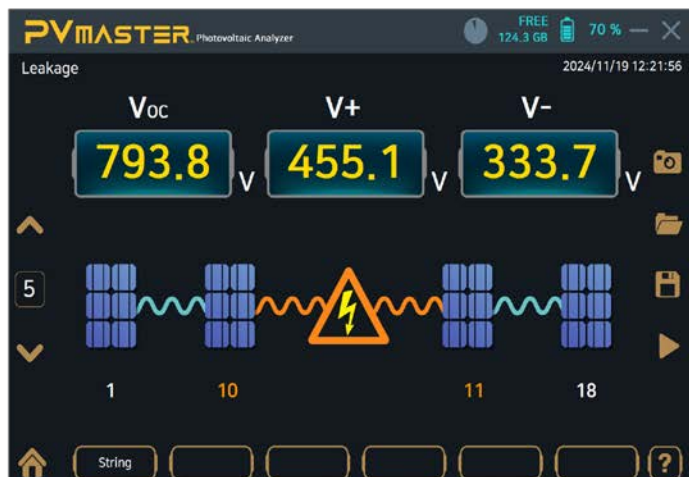 PVMASTER Photovoltaic Analyzer
FREE
124.3 GB
70 %
Leakage
2024/11/19 12:21:56
Voc V+ V-
793.8 V 455.1 V 333.7 V
5
1 10 11 18
String
?